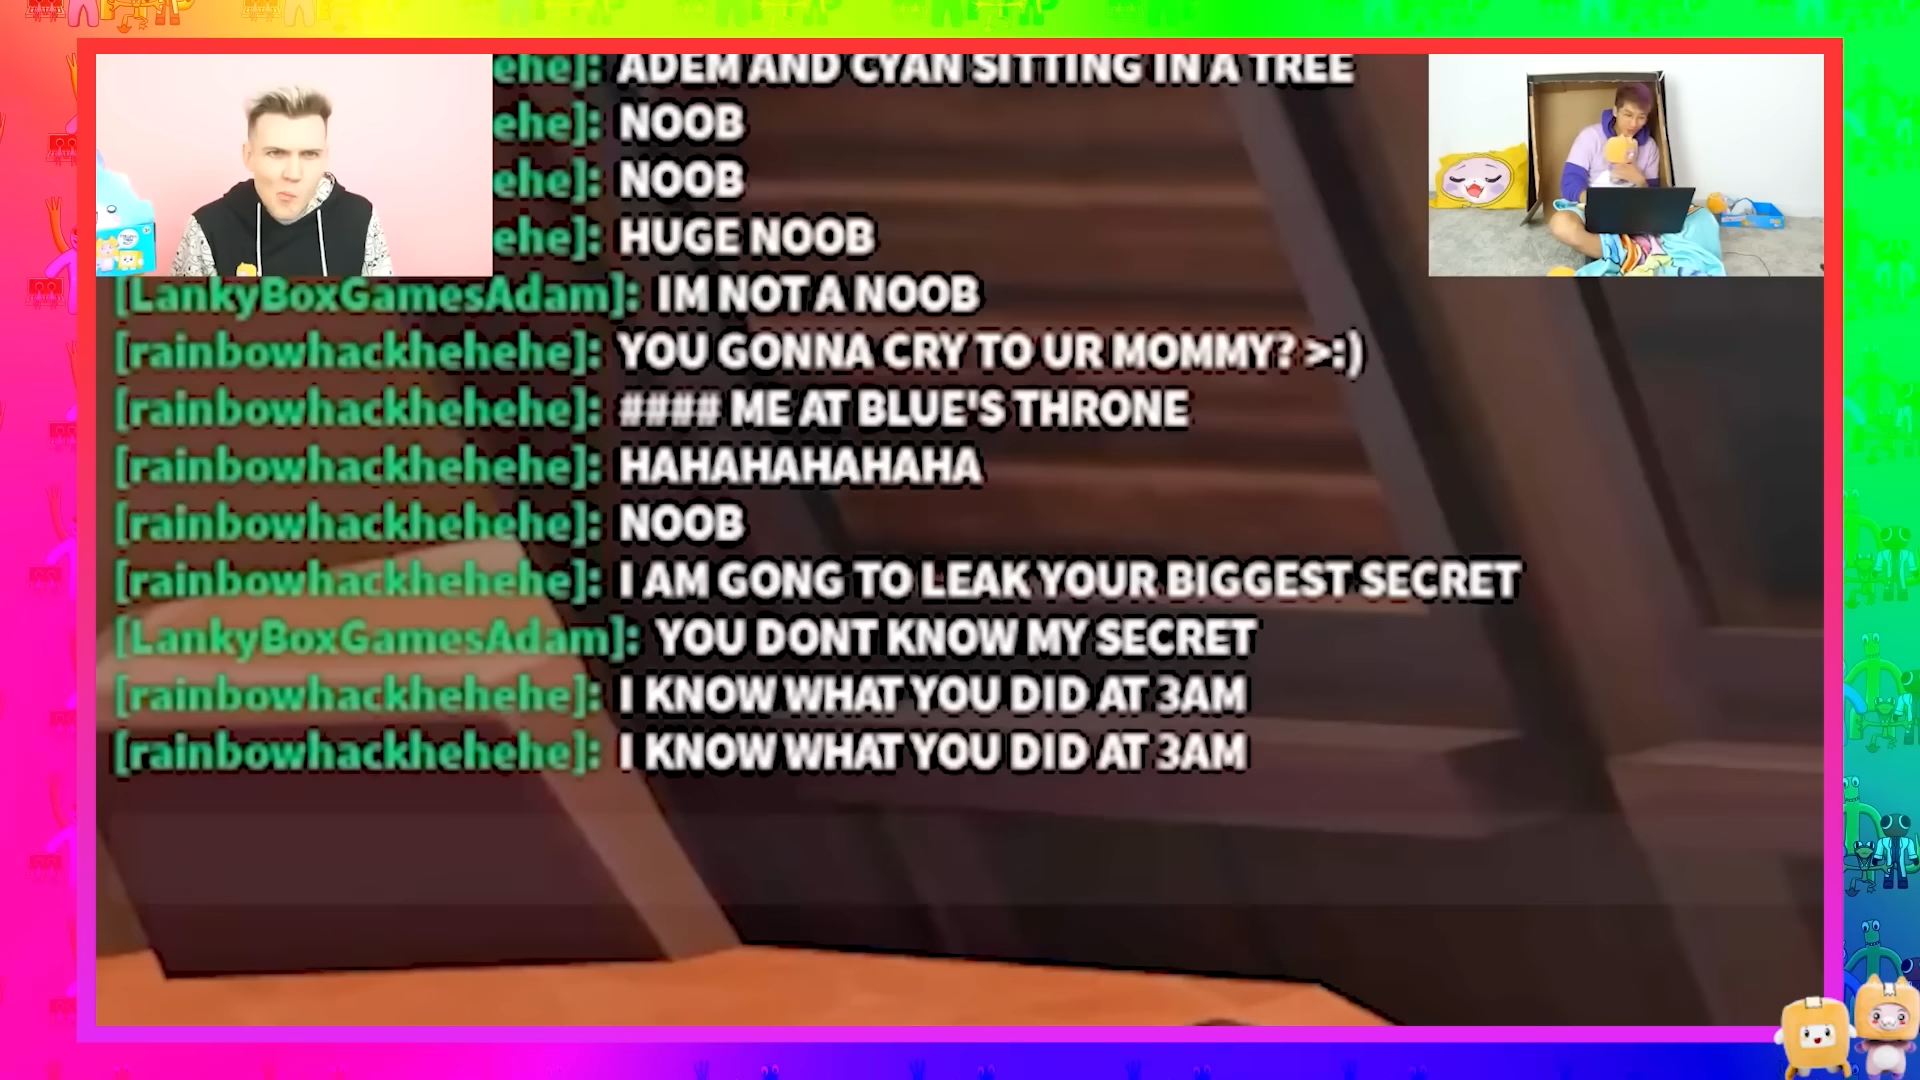 ehe]: ADEM AND CYAN SITTING IN A TREE
ehe]: NOOB
ehe]: NOOB
ehe]: HUGE NOOB
[LankyBoxGamesAdam]: IM NOT A NOOB
[rainbowhackhehehe]: YOU GONNA CRY TO UR MOMMY? >:)
[rainbowhackhehehe]: #### ME AT BLUE'S THRONE
[rainbowhackhehehe]: HAHAHAHAHAHA
[rainbowhackhehehe]: NOOB
[rainbowhackhehehe]: I AM GONG TO LEAK YOUR BIGGEST SECRET
[LankyBoxGamesAdam]: YOU DONT KNOW MY SECRET
[rainbowhackhehehe]: I KNOW WHAT YOU DID AT 3AM
[rainbowhackhehehe]: I KNOW WHAT YOU DID AT 3AM